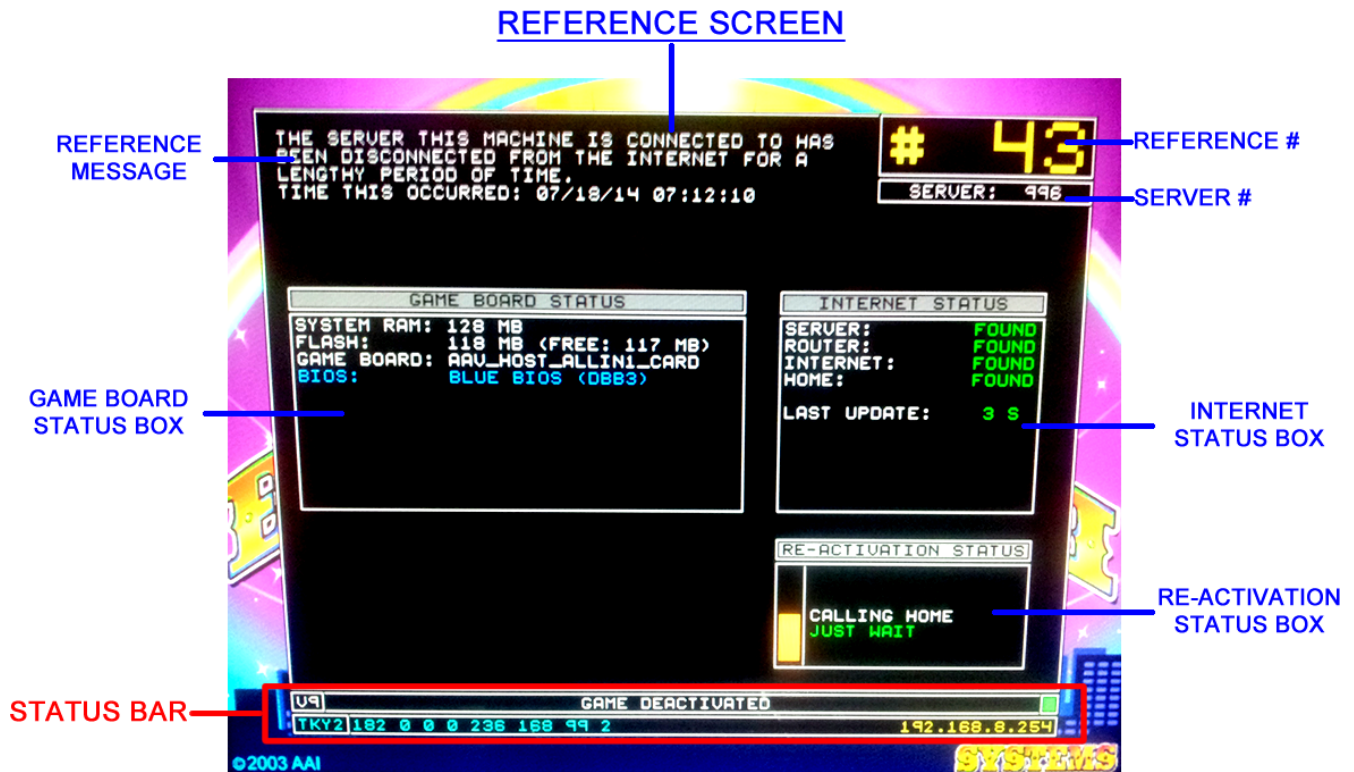 REFERENCE SCREEN
REFERENCE
MESSAGE
THE SERVER THIS MACHINE IS CONNECTED TO HAS
BEEN DISCONNECTED FROM THE INTERNET FOR A
LENGTHY PERIOD OF TIME.
TIME THIS OCCURRED: 07/18/14 07:12:10
# 43
REFERENCE #
SERVER: 996
SERVER #
GAME BOARD STATUS
SYSTEM RAM: 128 MB
FLASH: 118 MB (FREE: 117 MB)
GAME BOARD: AAV_HOST_ALLIN1_CARD
BIOS: BLUE BIOS (DBB3)
GAME BOARD
STATUS BOX
INTERNET STATUS
SERVER: FOUND
ROUTER: FOUND
INTERNET: FOUND
HOME: FOUND
LAST UPDATE: 3 S
INTERNET
STATUS BOX
RE-ACTIVATION STATUS
CALLING HOME
JUST WAIT
RE-ACTIVATION
STATUS BOX
STATUS BAR
V9 GAME DEACTIVATED
TKY2 182 0 0 0 236 168 99 2 192.168.8.254
©2003 AAI
SYSTEMS